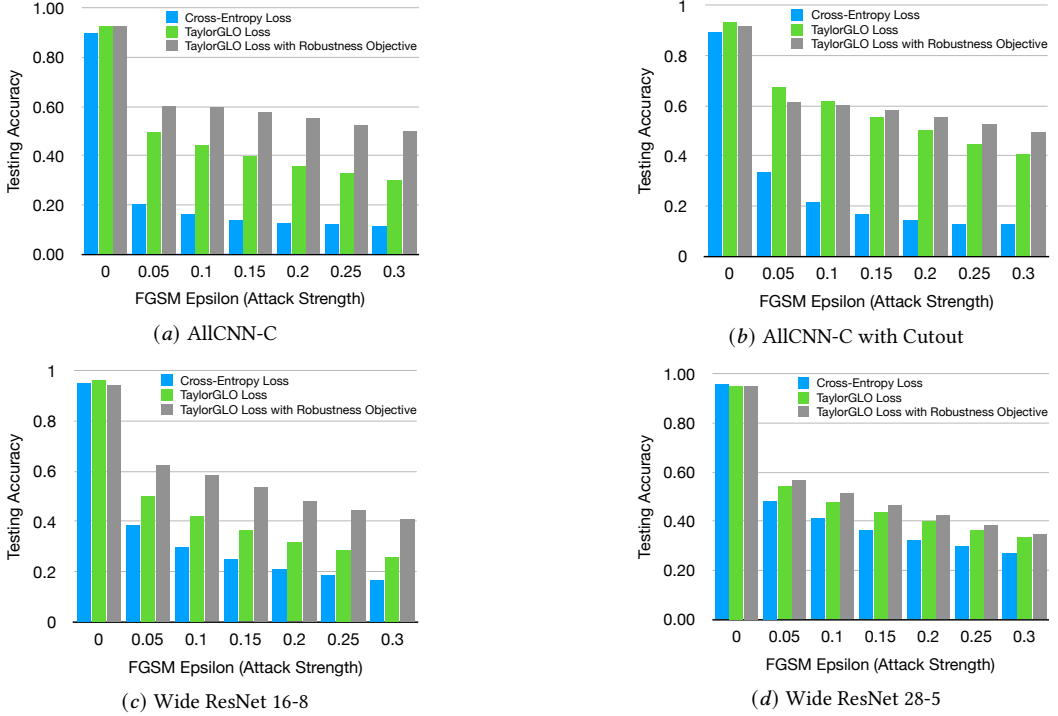 1.00
0.80
0.60
0.40
0.20
0.00
Testing Accuracy
Cross-Entropy Loss
TaylorGLO Loss
TaylorGLO Loss with Robustness Objective
0 0.05 0.1 0.15 0.2 0.25 0.3
FGSM Epsilon (Attack Strength)
(a) AllCNN-C
1
0.8
0.6
0.4
0.2
0
Testing Accuracy
Cross-Entropy Loss
TaylorGLO Loss
TaylorGLO Loss with Robustness Objective
0 0.05 0.1 0.15 0.2 0.25 0.3
FGSM Epsilon (Attack Strength)
(b) AllCNN-C with Cutout
1
0.8
0.6
0.4
0.2
0
Testing Accuracy
Cross-Entropy Loss
TaylorGLO Loss
TaylorGLO Loss with Robustness Objective
0 0.05 0.1 0.15 0.2 0.25 0.3
FGSM Epsilon (Attack Strength)
(c) Wide ResNet 16-8
1.00
0.80
0.60
0.40
0.20
0.00
Testing Accuracy
Cross-Entropy Loss
TaylorGLO Loss
TaylorGLO Loss with Robustness Objective
0 0.05 0.1 0.15 0.2 0.25 0.3
FGSM Epsilon (Attack Strength)
(d) Wide ResNet 28-5